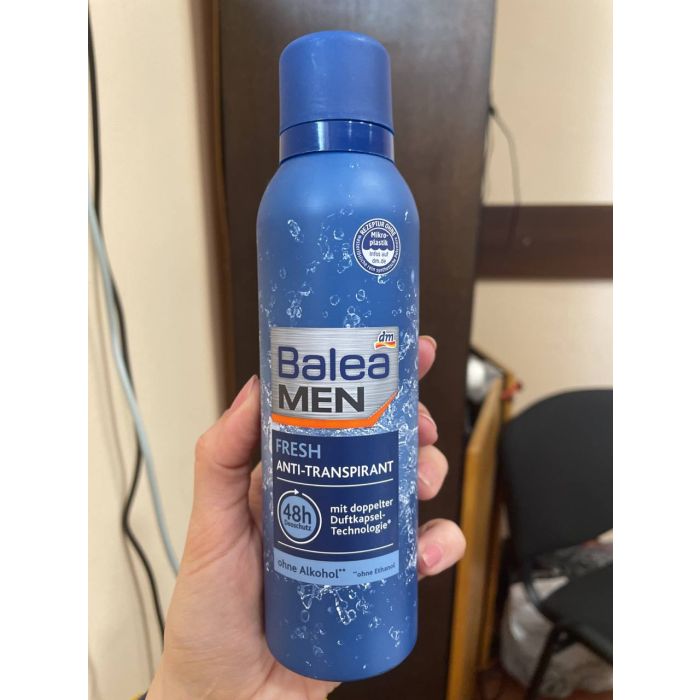 REZEPTUR OHNE
Mikro-
plastik
Infos auf
dm.de
dm
Balea
MEN
FRESH
ANTI-TRANSPIRANT
48h
Deoschutz
mit doppelter
Duftkapsel-
Technologie*
ohne Alkohol**
**ohne Ethanol